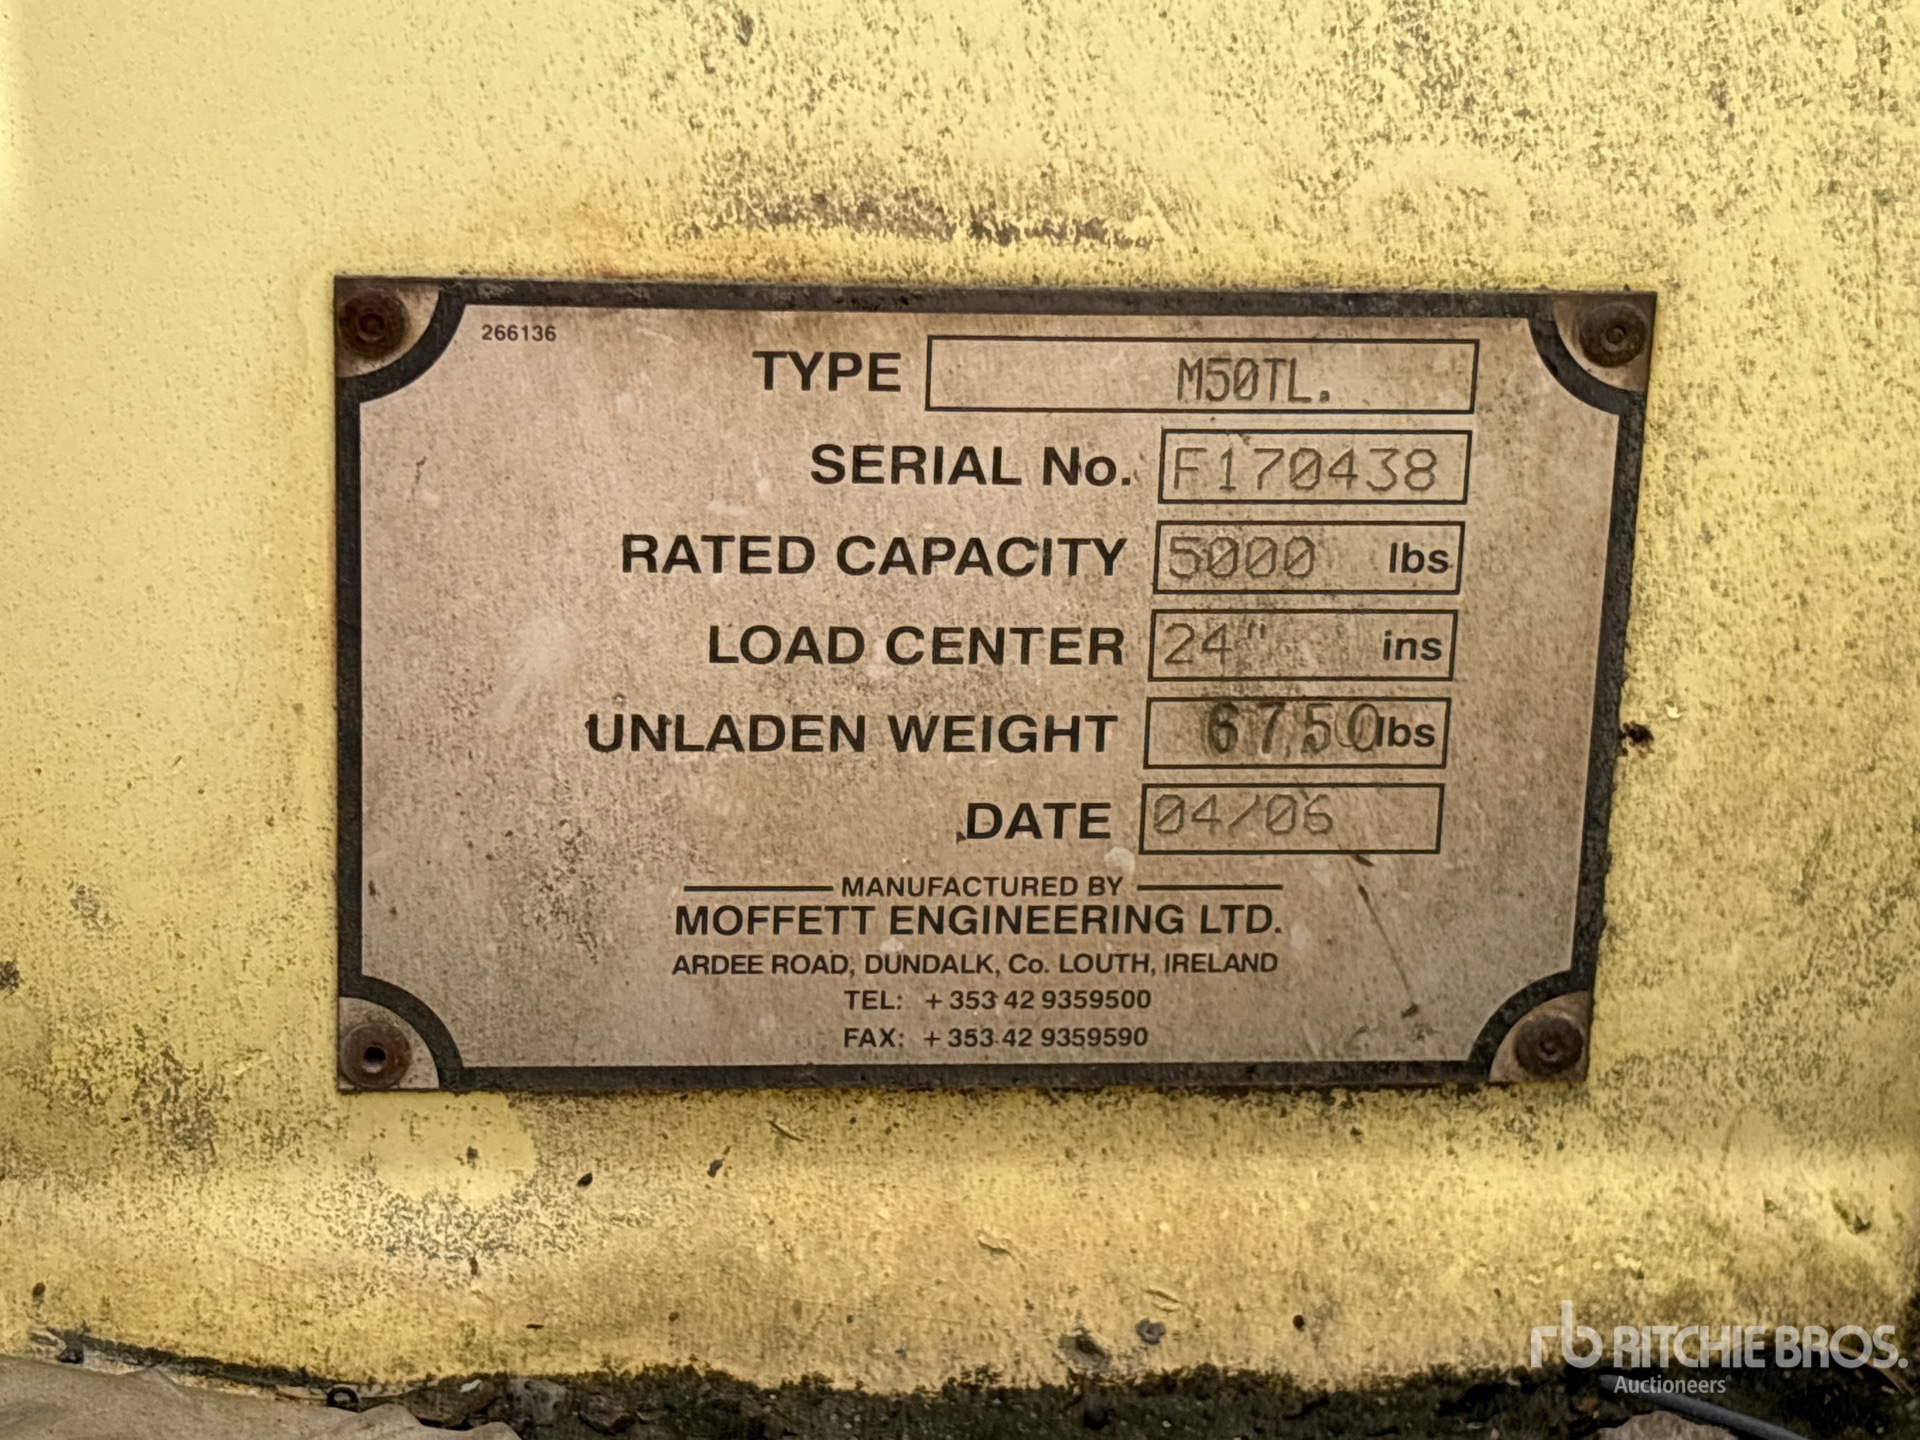 266136
TYPE M50TL.
SERIAL No. F170438
RATED CAPACITY 5000 lbs
LOAD CENTER 24" ins
UNLADEN WEIGHT 6750 lbs
DATE 04/06
MANUFACTURED BY
MOFFETT ENGINEERING LTD.
ARDEE ROAD, DUNDALK, Co. LOUTH, IRELAND
TEL: +353 42 9359500
FAX: +353 42 9359590
rb RITCHIE BROS.
Auctioneers